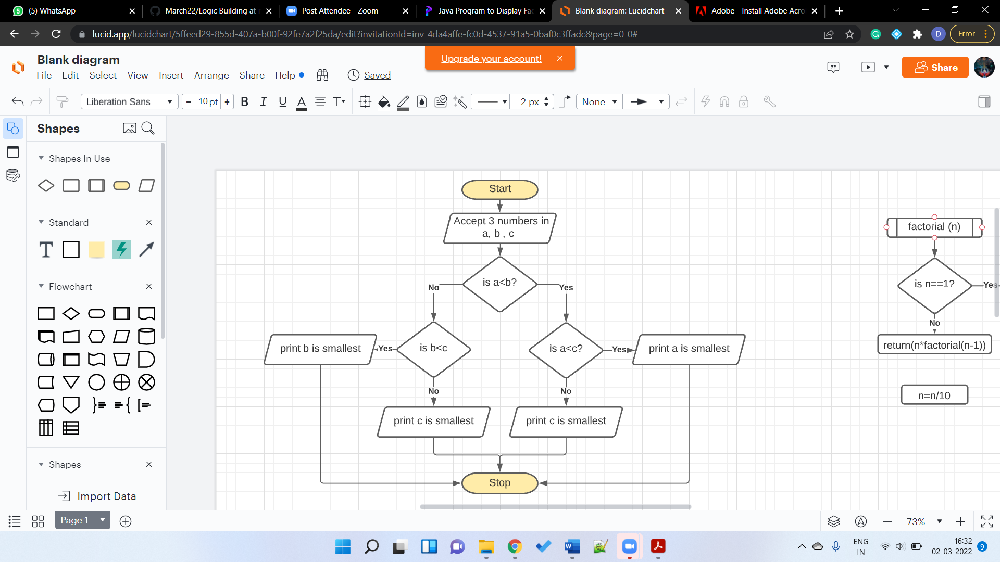 (5) WhatsApp
March22/Logic Building at
Post Attendee - Zoom
Java Program to Display Fac
Blank diagram: Lucidchart
Adobe - Install Adobe Acro
lucid.app/lucidchart/5ffeed29-855d-407a-b00f-92fe7a2f25da/edit?invitationId=inv_4da4affe-fc0d-4537-91a5-0baf0c3ffadc&page=0_0#
D
Error
Blank diagram
Upgrade your account!
Share
File Edit Select View Insert Arrange Share Help
Saved
Liberation Sans
- 10 pt +
B I U A T
2 px
None
Shapes
Shapes In Use
Standard
T
Flowchart
Shapes
Import Data
Start
Accept 3 numbers in
a, b , c
is a<b?
No
Yes
print b is smallest
Yes
is b<c
is a<c?
Yes
print a is smallest
No
No
print c is smallest
print c is smallest
Stop
factorial (n)
is n==1?
Yes
No
return(n*factorial(n-1))
n=n/10
Page 1
73%
ENG
IN
16:32
02-03-2022
9